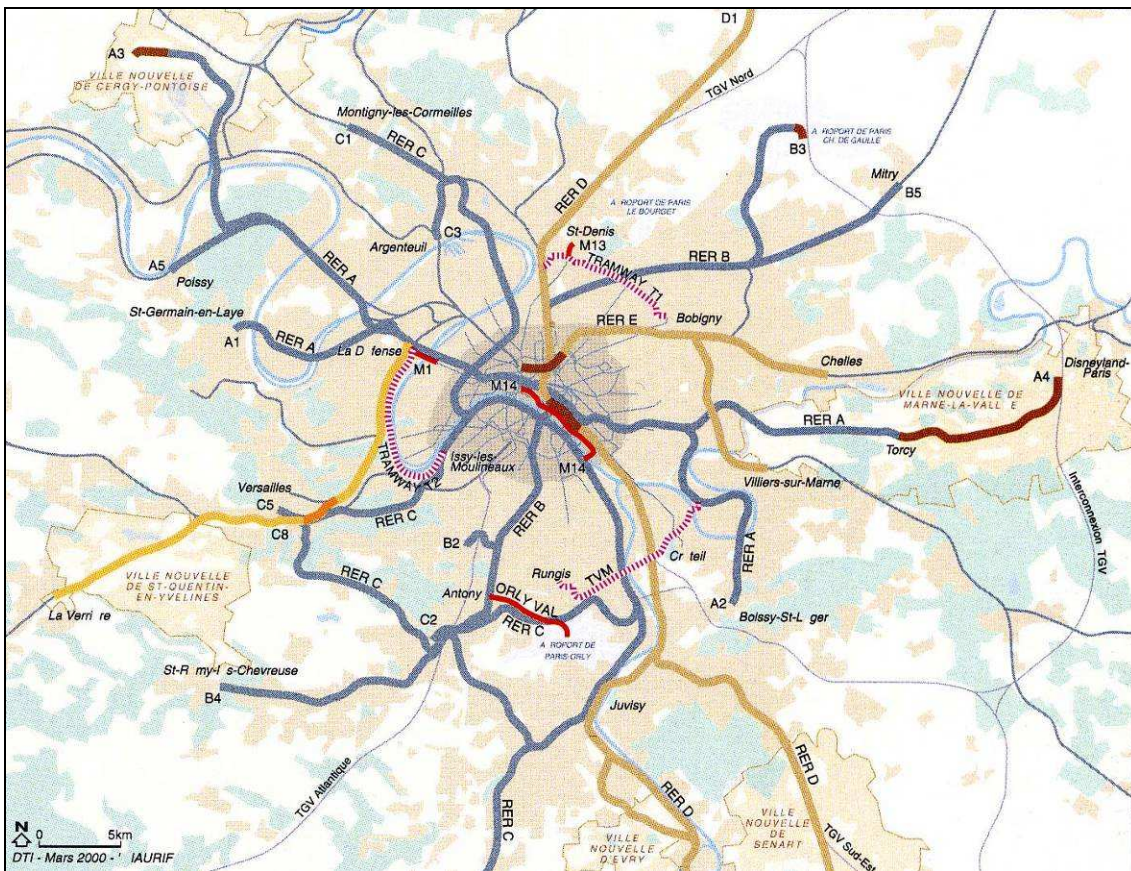 D1
A3
VILLE NOUVELLE
DE CERGY-PONTOISE
TGV Nord
Montigny-les-Cormeilles
C1
RER C
A ROPORT DE PARIS
CH. DE GAULLE
B3
RER D
Mitry
B5
A ROPORT DE PARIS
LE BOURGET
St-Denis
M13
C3
Argenteuil
A5
Poissy
RER A
TRAMWAY T1
RER B
St-Germain-en-Laye
A1
RER A
Bobigny
RER E
La D fense
M1
Chelles
Disneyland-
Paris
A4
M14
VILLE NOUVELLE DE
MARNE-LA-VALL E
RER A
Torcy
Issy-les-
Moulineaux
TRAMWAY T2
M14
Villiers-sur-Marne
Interconnexion TGV
Versailles
C5
C8
RER C
RER B
B2
Cr teil
RER A
VILLE NOUVELLE
DE ST-QUENTIN-
EN-YVELINES
RER C
Rungis
TVM
La Verri re
Antony
ORLY VAL
RER C
A2
Boissy-St-L ger
C2
A ROPORT DE
PARIS-ORLY
St-R my-l s-Chevreuse
B4
Juvisy
TGV Atlantique
RER C
RER D
RER D
VILLE
NOUVELLE
D'EVRY
VILLE
NOUVELLE DE
SENART
TGV Sud-Est
N
0 5km
DTI - Mars 2000 - ' IAURIF